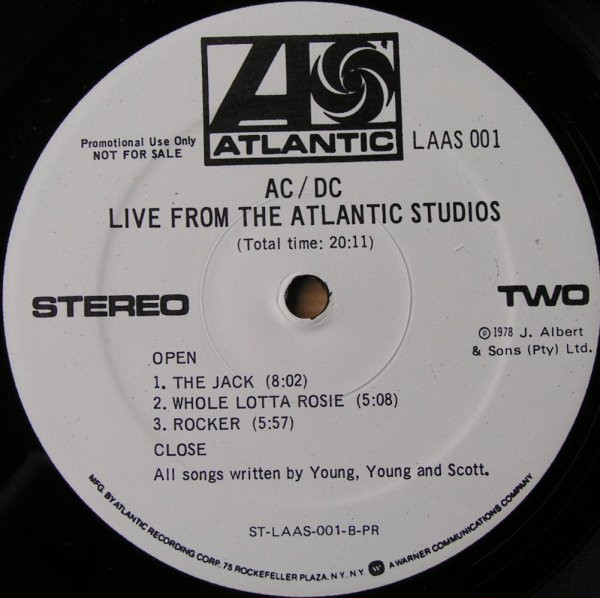 ATLANTIC
Promotional Use Only
NOT FOR SALE
LAAS 001
AC/DC
LIVE FROM THE ATLANTIC STUDIOS
(Total time: 20:11)
STEREO
TWO
Ⓟ1978 J. Albert
& Sons (Pty) Ltd.
OPEN
1. THE JACK (8:02)
2. WHOLE LOTTA ROSIE (5:08)
3. ROCKER (5:57)
CLOSE
All songs written by Young, Young and Scott.
ST-LAAS-001-B-PR
MFG. BY ATLANTIC RECORDING CORP. 75 ROCKEFELLER PLAZA. N.Y. N.Y. A WARNER COMMUNICATIONS COMPANY